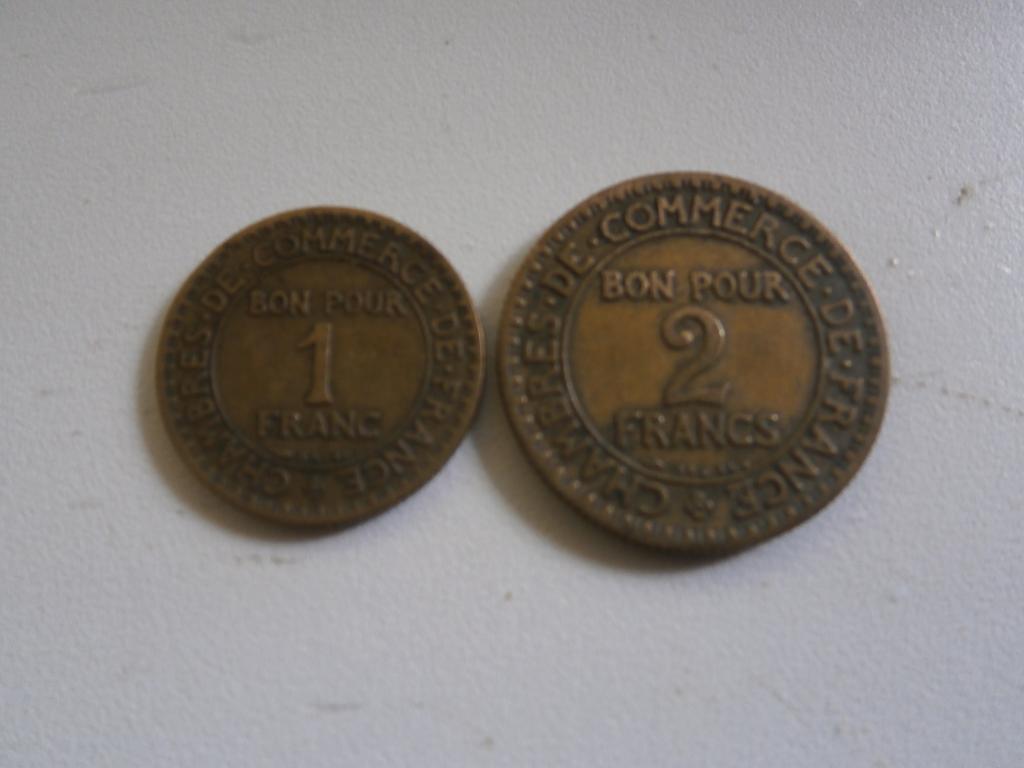 CHAMBRES·DE·COMMERCE·DE·FRANCE
BON POUR
1
FRANC
CHAMBRES·DE·COMMERCE·DE·FRANCE
BON POUR
2
FRANCS